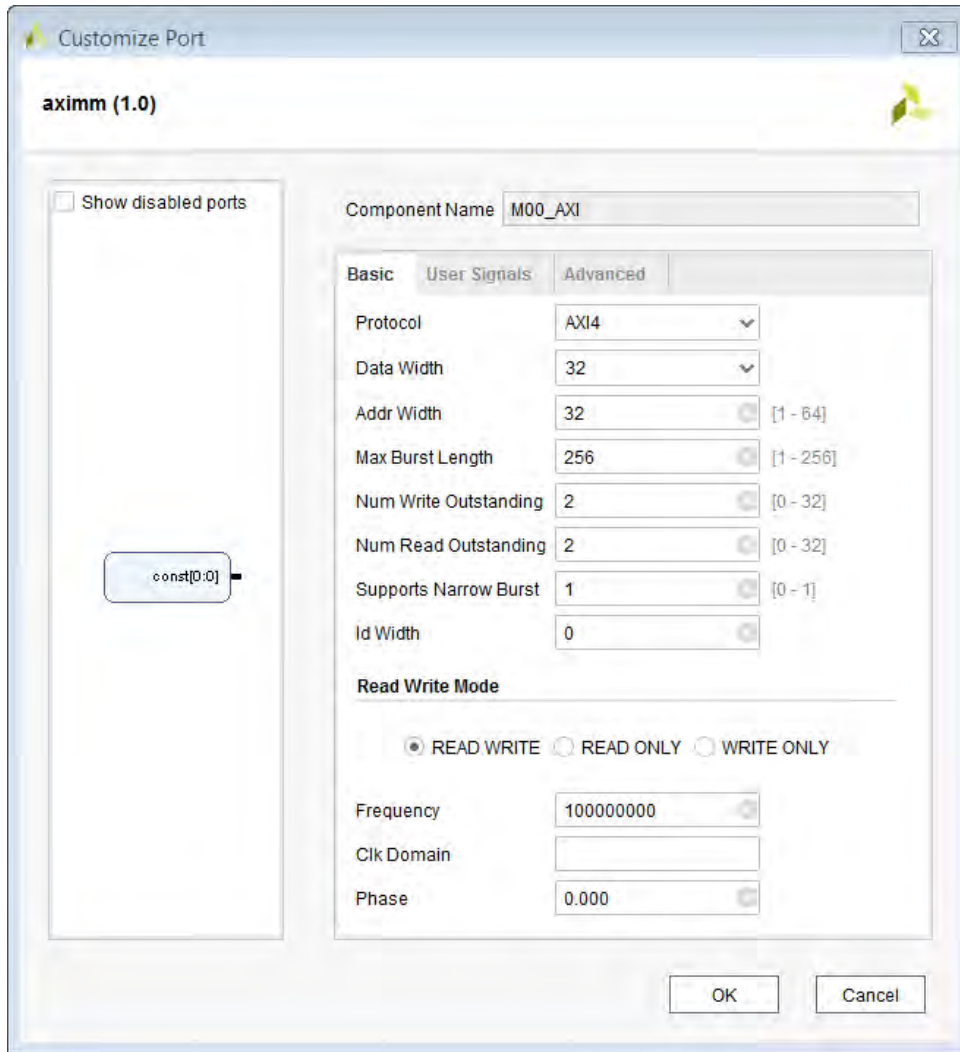 Customize Port
aximm (1.0)
Show disabled ports
const[0:0]
Component Name M00_AXI
Basic User Signals Advanced
Protocol AXI4
Data Width 32
Addr Width 32 [1 - 64]
Max Burst Length 256 [1 - 256]
Num Write Outstanding 2 [0 - 32]
Num Read Outstanding 2 [0 - 32]
Supports Narrow Burst 1 [0 - 1]
Id Width 0
Read Write Mode
READ WRITE READ ONLY WRITE ONLY
Frequency 100000000
Clk Domain
Phase 0.000
OK Cancel